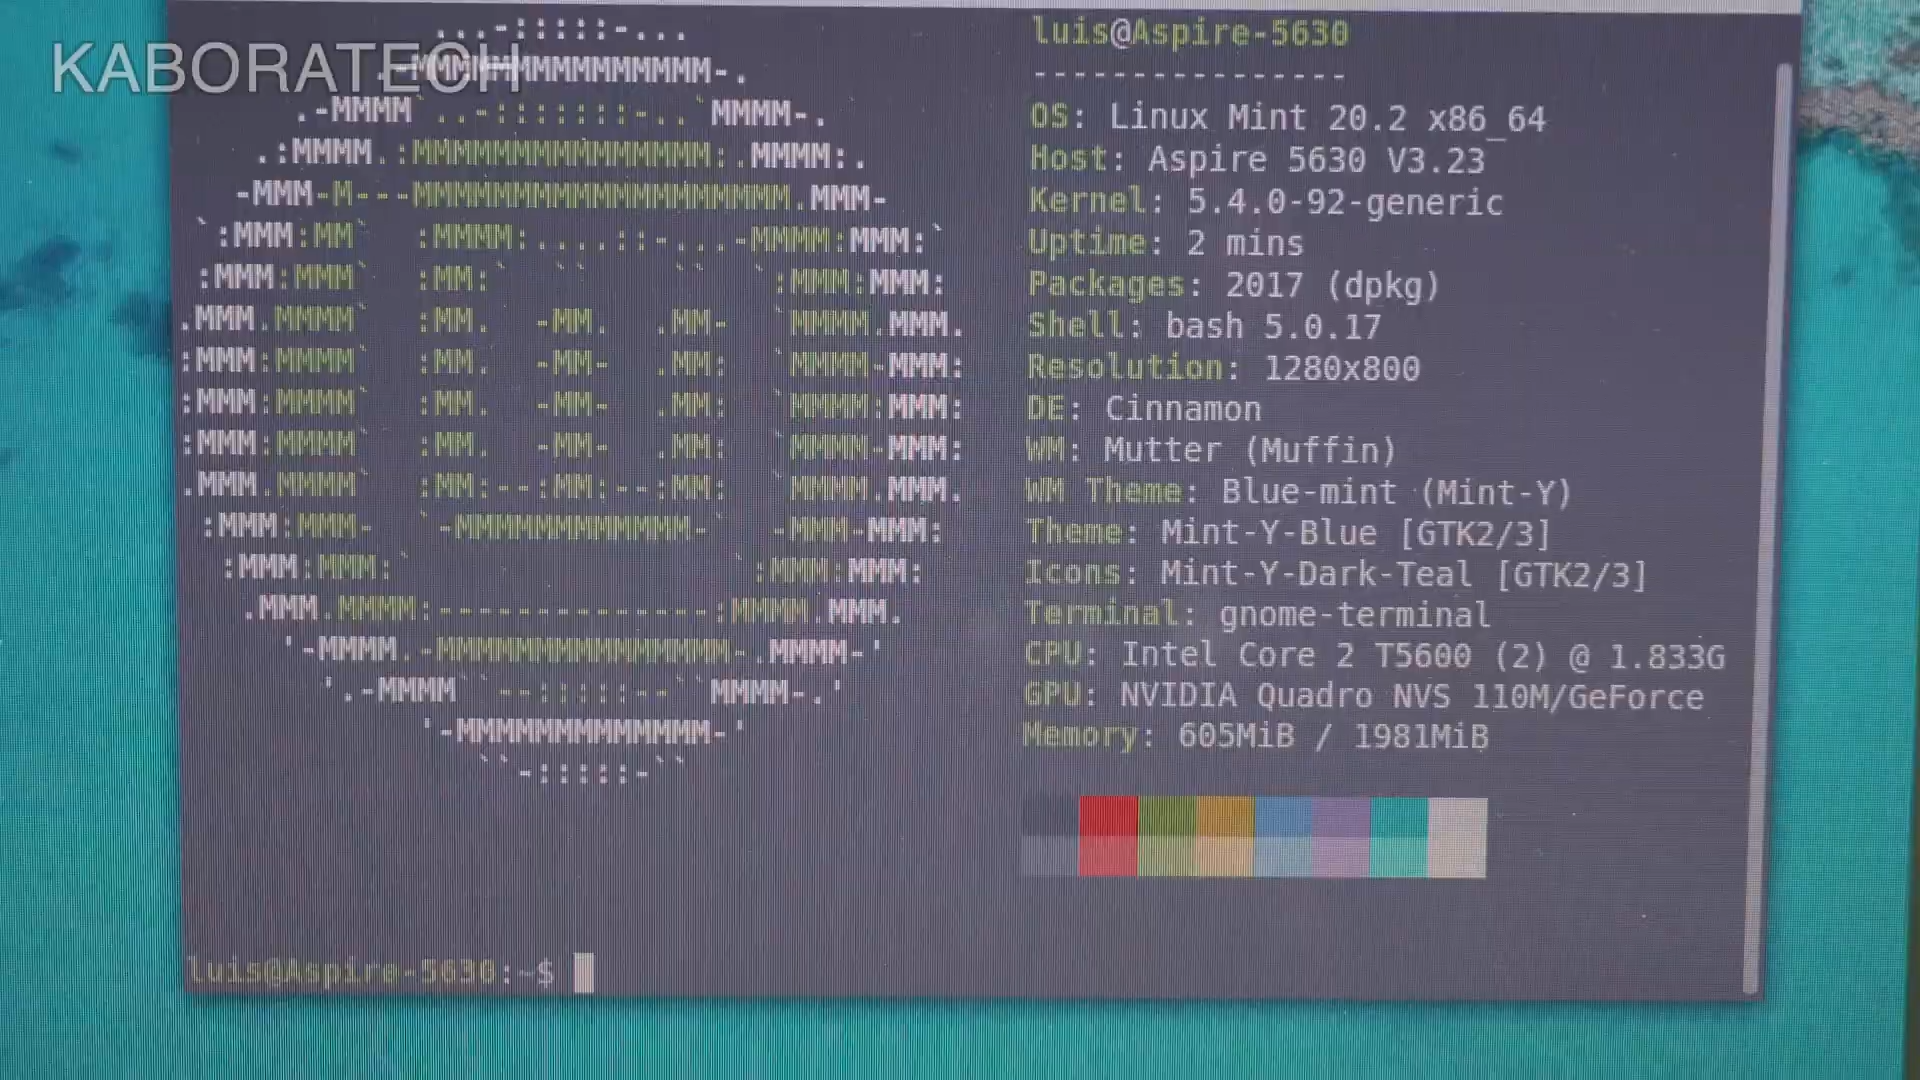 KABORATECH
luis@Aspire-5630
----------------
OS: Linux Mint 20.2 x86_64
Host: Aspire 5630 V3.23
Kernel: 5.4.0-92-generic
Uptime: 2 mins
Packages: 2017 (dpkg)
Shell: bash 5.0.17
Resolution: 1280x800
DE: Cinnamon
WM: Mutter (Muffin)
WM Theme: Blue-mint (Mint-Y)
Theme: Mint-Y-Blue [GTK2/3]
Icons: Mint-Y-Dark-Teal [GTK2/3]
Terminal: gnome-terminal
CPU: Intel Core 2 T5600 (2) @ 1.833G
GPU: NVIDIA Quadro NVS 110M/GeForce
Memory: 605MiB / 1981MiB
luis@Aspire-5630:~$